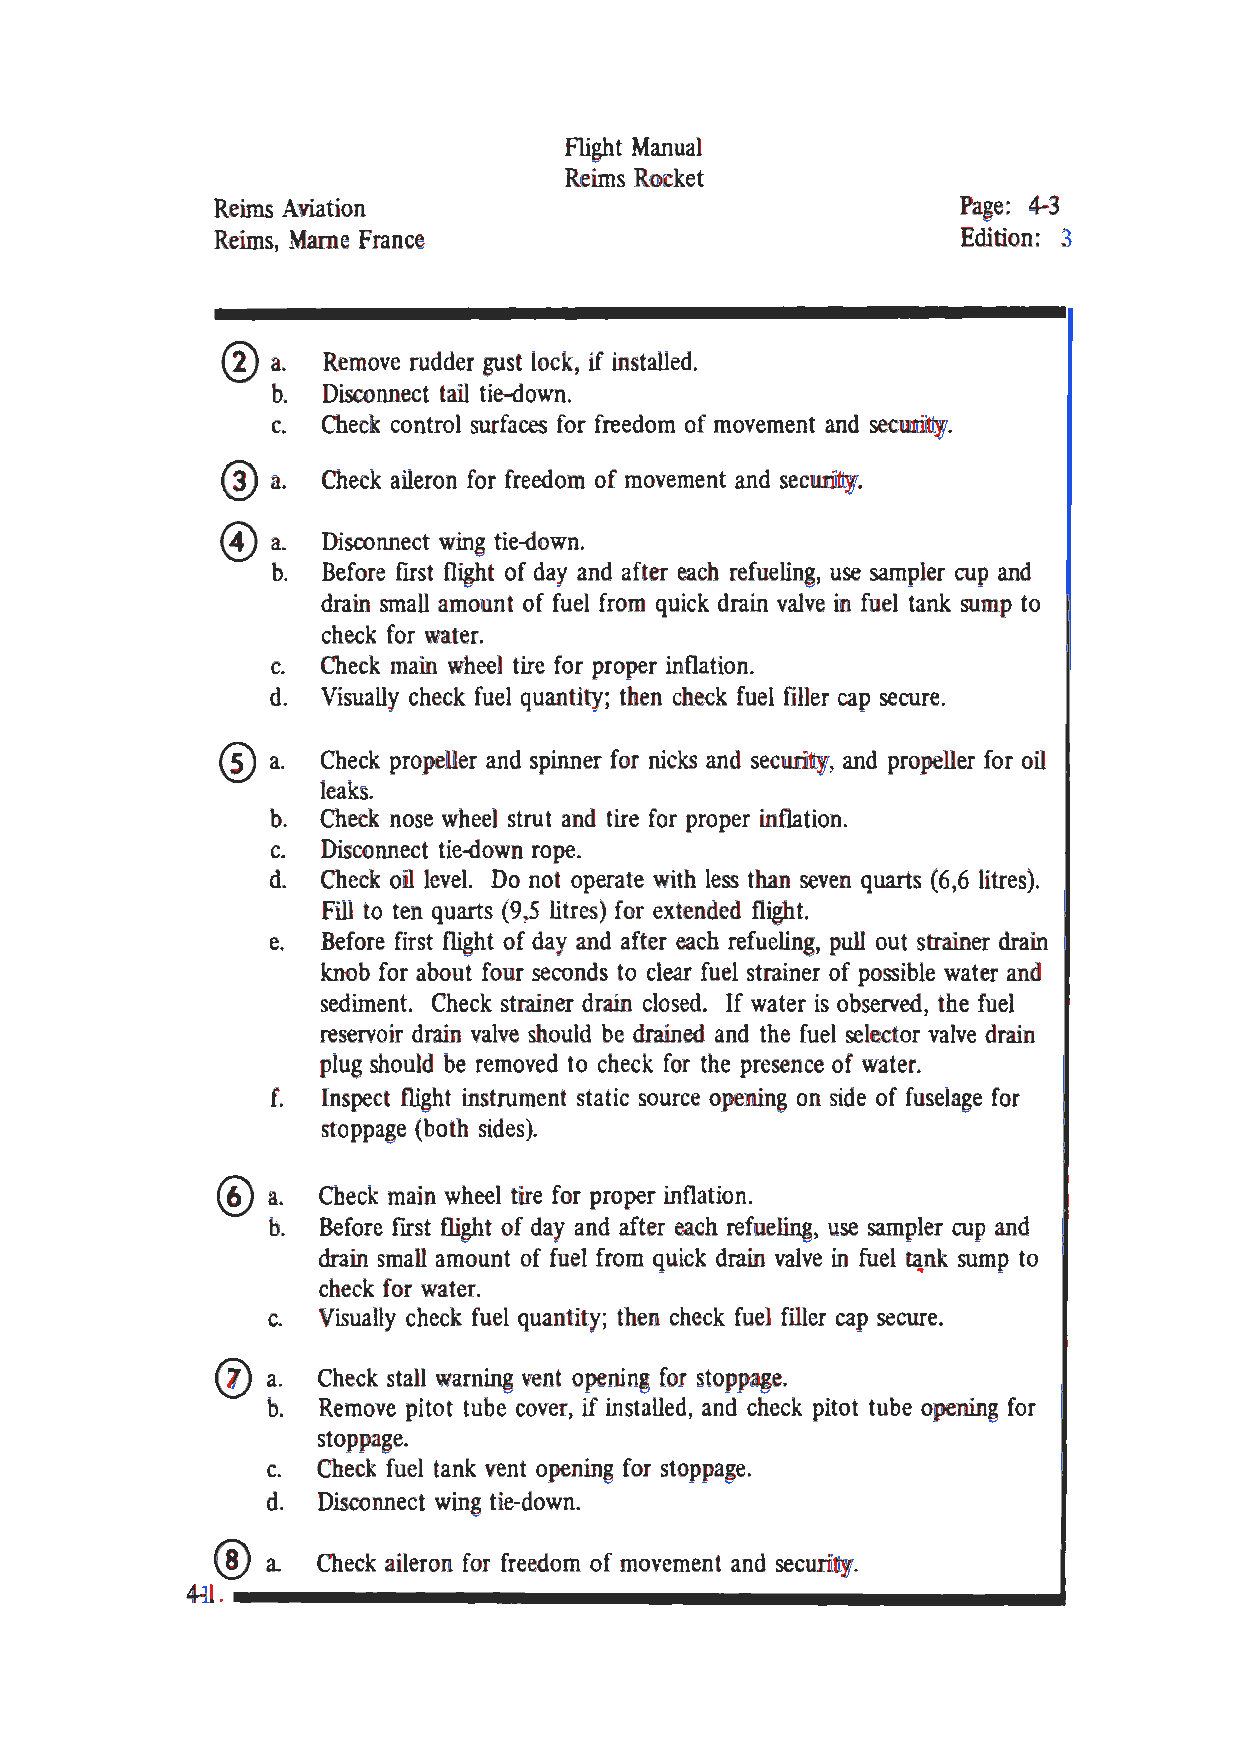 Flight Manual
Reims Rocket
Reims Aviation Page: 4-3
Reims, Marne France Edition: 3
2 a. Remove rudder gust lock, if installed.
b. Disconnect tail tie-down.
c. Check control surfaces for freedom of movement and security.
3 a. Check aileron for freedom of movement and security.
4 a. Disconnect wing tie-down.
b. Before first flight of day and after each refueling, use sampler cup and
drain small amount of fuel from quick drain valve in fuel tank sump to
check for water.
c. Check main wheel tire for proper inflation.
d. Visually check fuel quantity; then check fuel filler cap secure.
5 a. Check propeller and spinner for nicks and security, and propeller for oil
leaks.
b. Check nose wheel strut and tire for proper inflation.
c. Disconnect tie-down rope.
d. Check oil level. Do not operate with less than seven quarts (6,6 litres).
Fill to ten quarts (9,5 litres) for extended flight.
e. Before first flight of day and after each refueling, pull out strainer drain
knob for about four seconds to clear fuel strainer of possible water and
sediment. Check strainer drain closed. If water is observed, the fuel
reservoir drain valve should be drained and the fuel selector valve drain
plug should be removed to check for the presence of water.
f. Inspect flight instrument static source opening on side of fuselage for
stoppage (both sides).
6 a. Check main wheel tire for proper inflation.
b. Before first flight of day and after each refueling, use sampler cup and
drain small amount of fuel from quick drain valve in fuel tank sump to
check for water.
c. Visually check fuel quantity; then check fuel filler cap secure.
7 a. Check stall warning vent opening for stoppage.
b. Remove pitot tube cover, if installed, and check pitot tube opening for
stoppage.
c. Check fuel tank vent opening for stoppage.
d. Disconnect wing tie-down.
8 a. Check aileron for freedom of movement and security.
4-1.